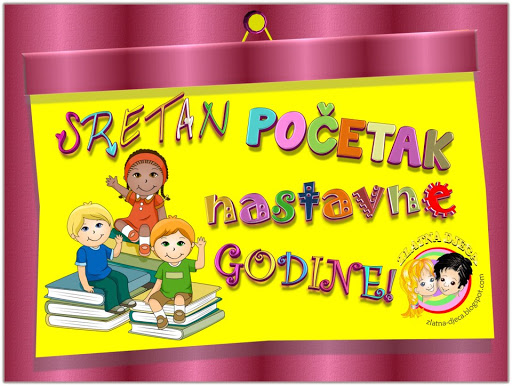 SRETAN POČETAK
nastavne
GODINE!
ZLATNA DJECA
zlatna-djeca.blogspot.com